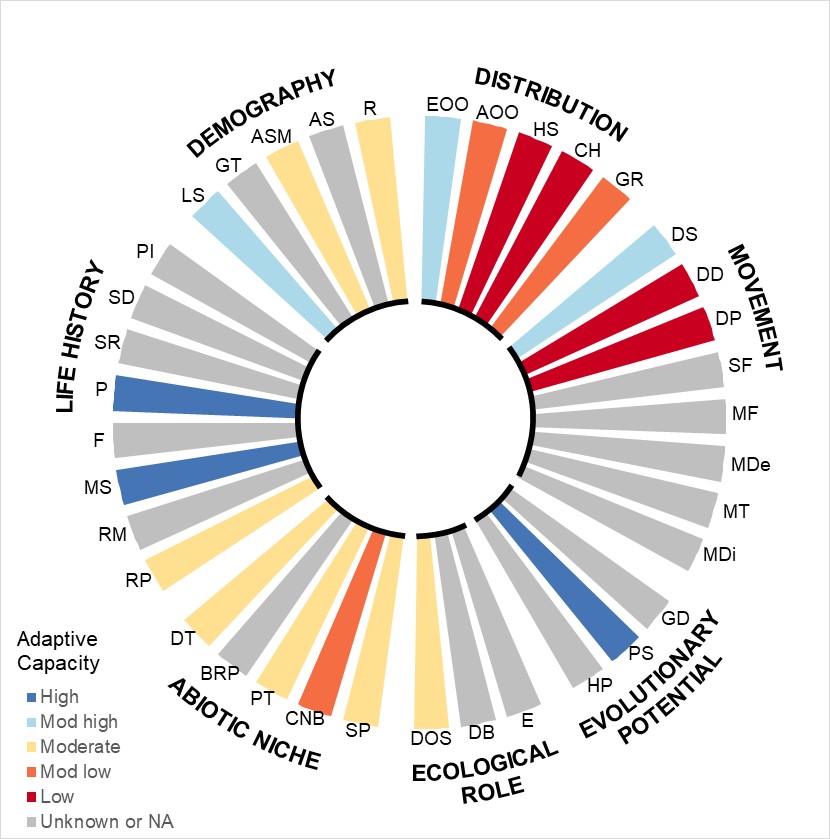 DISTRIBUTION
EOO
AOO
HS
CH
GR
MOVEMENT
DS
DD
DP
SF
MF
MDe
MT
MDi
EVOLUTIONARY
POTENTIAL
GD
PS
HP
ECOLOGICAL
ROLE
E
DB
DOS
ABIOTIC NICHE
SP
CNB
PT
BRP
DT
LIFE HISTORY
RP
RM
MS
F
P
SR
SD
PI
DEMOGRAPHY
LS
GT
ASM
AS
R
Adaptive
Capacity
High
Mod high
Moderate
Mod low
Low
Unknown or NA